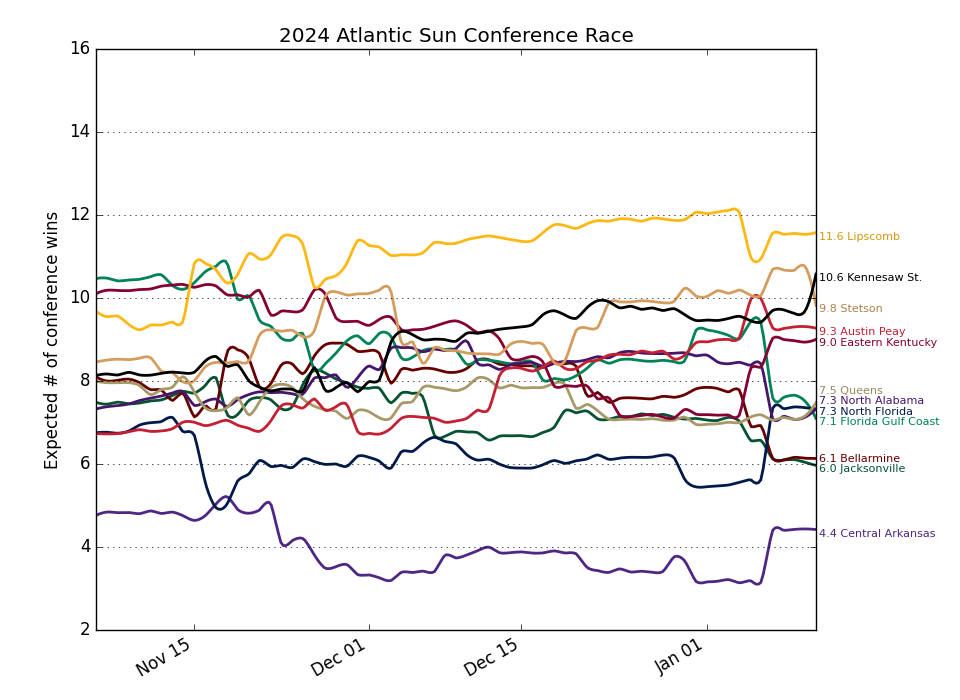 2024 Atlantic Sun Conference Race
Expected # of conference wins
16
14
12
10
8
6
4
2
Nov 15
Dec 01
Dec 15
Jan 01
11.6 Lipscomb
10.6 Kennesaw St.
9.8 Stetson
9.3 Austin Peay
9.0 Eastern Kentucky
7.5 Queens
7.3 North Alabama
7.3 North Florida
7.1 Florida Gulf Coast
6.1 Bellarmine
6.0 Jacksonville
4.4 Central Arkansas